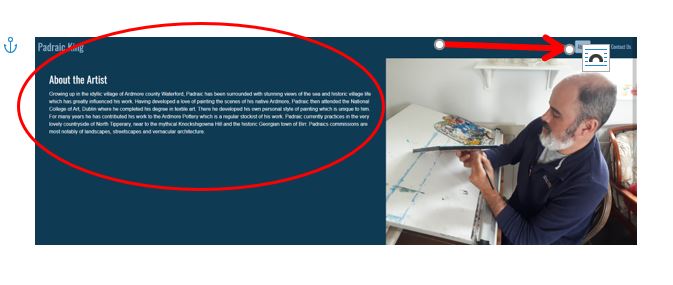 Padraic King
Contact Us
About the Artist
Growing up in the idyllic village of Ardmore county Waterford, Padraic has been surrounded with stunning views of the sea and historic village life
which has greatly influenced his work. Having developed a love of painting the scenes of his native Ardmore, Padraic then attended the National
College of Art, Dublin where he completed his degree in textile art. There he developed his own personal style of painting which is unique to him.
For many years he has contributed his work to the Ardmore Pottery which is a regular stockist of his work. Padraic currently practices in the very
lovely countryside of North Tipperary, near to the mythical Knockshigowna Hill and the historic Georgian town of Birr. Padraics commissions are
most notably of landscapes, streetscapes and vernacular architecture.